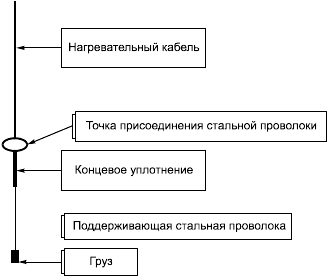 Нагревательный кабель
Точка присоединения стальной проволоки
Концевое уплотнение
Поддерживающая стальная проволока
Груз